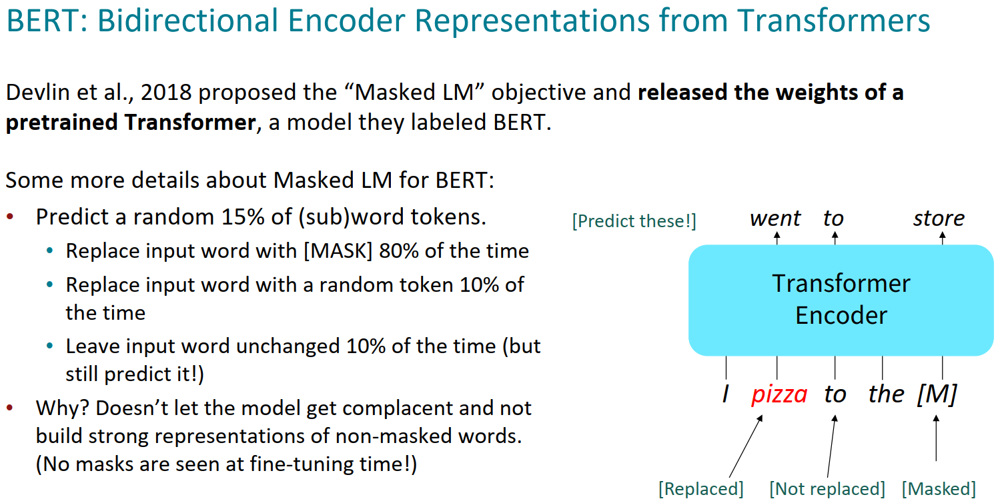 BERT: Bidirectional Encoder Representations from Transformers
Devlin et al., 2018 proposed the “Masked LM” objective and released the weights of a
pretrained Transformer, a model they labeled BERT.
Some more details about Masked LM for BERT:
• Predict a random 15% of (sub)word tokens.
• Replace input word with [MASK] 80% of the time
• Replace input word with a random token 10% of
the time
• Leave input word unchanged 10% of the time (but
still predict it!)
• Why? Doesn’t let the model get complacent and not
build strong representations of non-masked words.
(No masks are seen at fine-tuning time!)
[Predict these!] went to store
Transformer
Encoder
I pizza to the [M]
[Replaced] [Not replaced] [Masked]